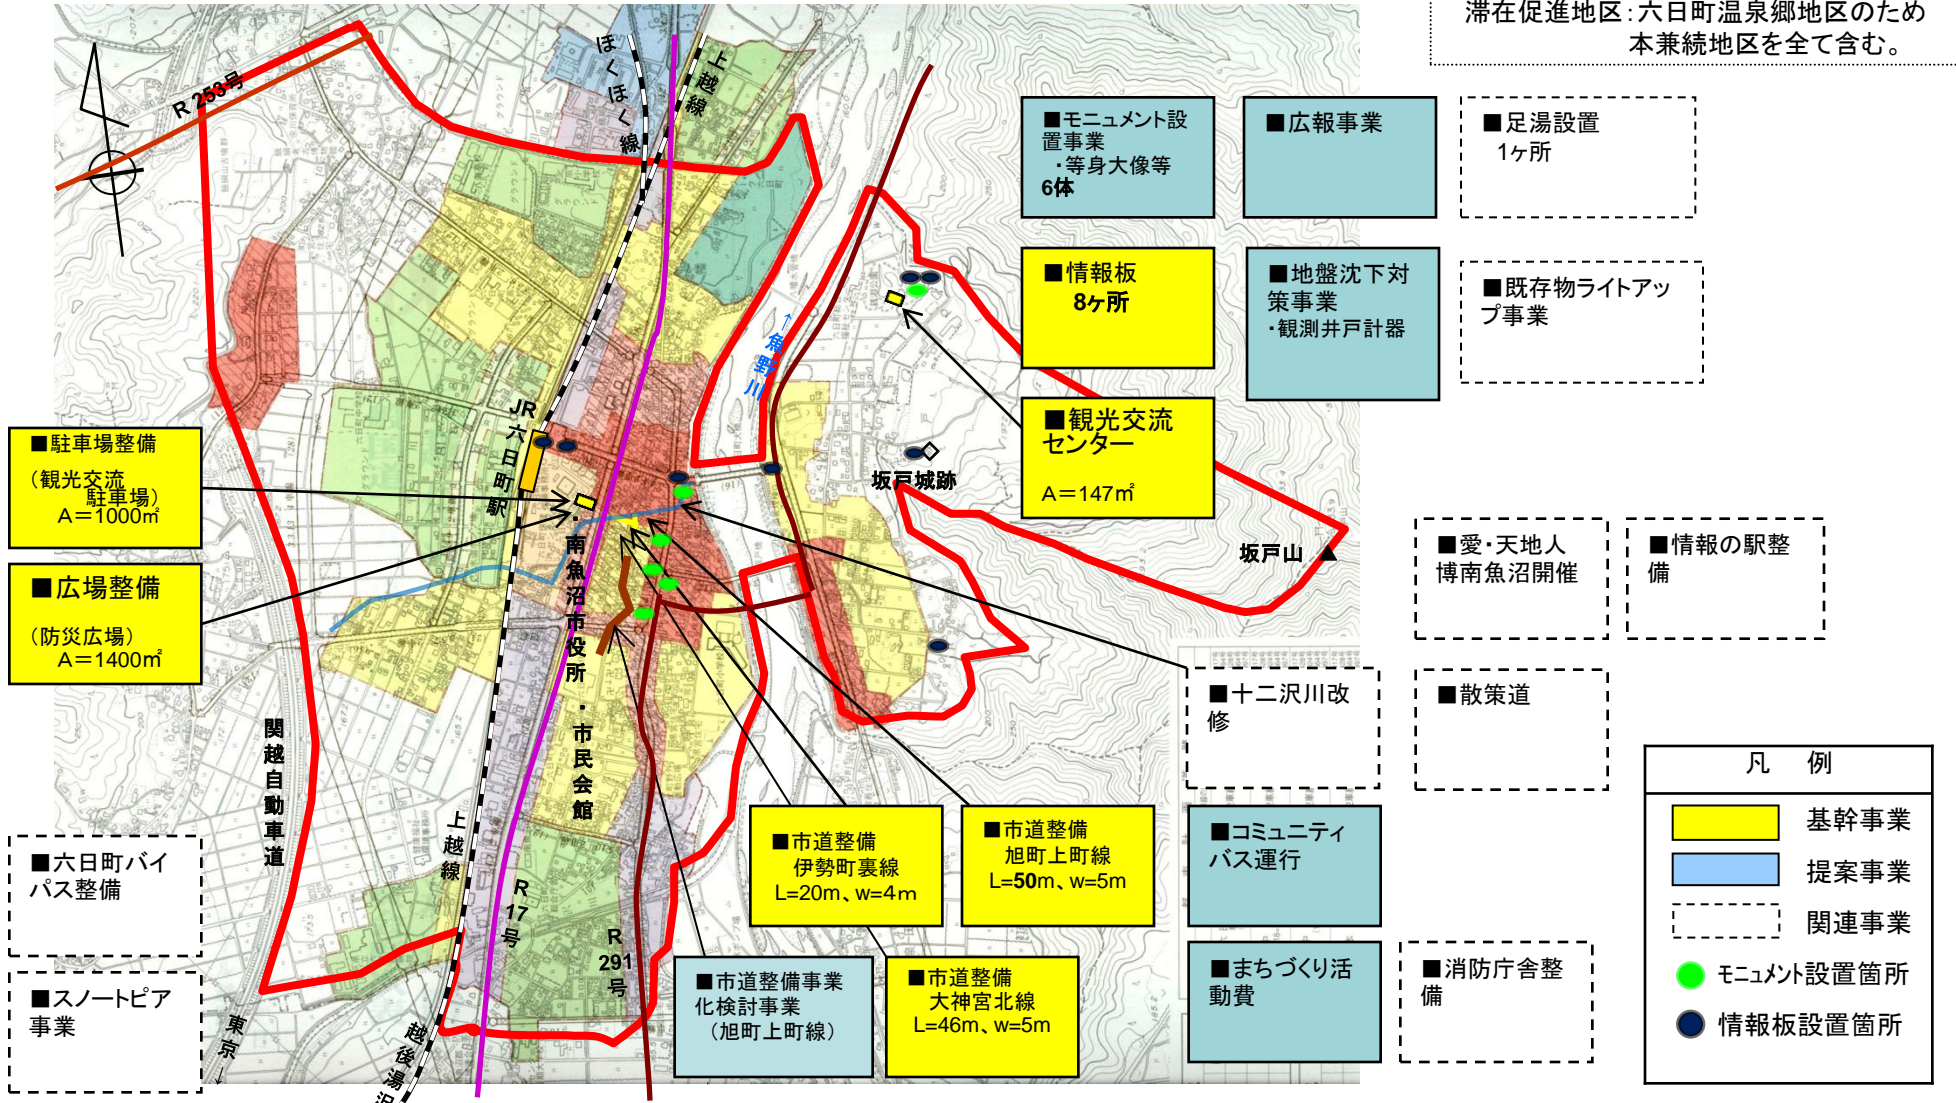 滞在促進地区：六日町温泉郷地区のため
本兼続地区を全て含む。
R 253号
ほくほく線
上越線
■モニュメント設
置事業
・等身大像等
6体
■広報事業
■足湯設置
1ヶ所
■情報板
8ヶ所
■地盤沈下対
策事業
・観測井戸計器
■既存物ライトアッ
プ事業
←魚野川
JR六日町駅
■観光交流
センター
A＝147㎡
■駐車場整備
（観光交流
駐車場）
A＝1000㎡
坂戸城跡
坂戸山
■広場整備
（防災広場）
A＝1400㎡
・南魚沼市役所
・市民会館
■愛・天地人
博南魚沼開催
■情報の駅整
備
■十二沢川改
修
■散策道
関越自動車道
上越線
R17号
R291号
■市道整備
伊勢町裏線
L=20m、w=4m
■市道整備
旭町上町線
L=50m、w=5m
■コミュニティ
バス運行
■六日町バイ
パス整備
■スノートピア
事業
東京→
越後湯沢
■市道整備事業
化検討事業
（旭町上町線）
■市道整備
大神宮北線
L=46m、w=5m
■まちづくり活
動費
■消防庁舎整
備
凡　例
基幹事業
提案事業
関連事業
モニュメント設置箇所
情報板設置箇所